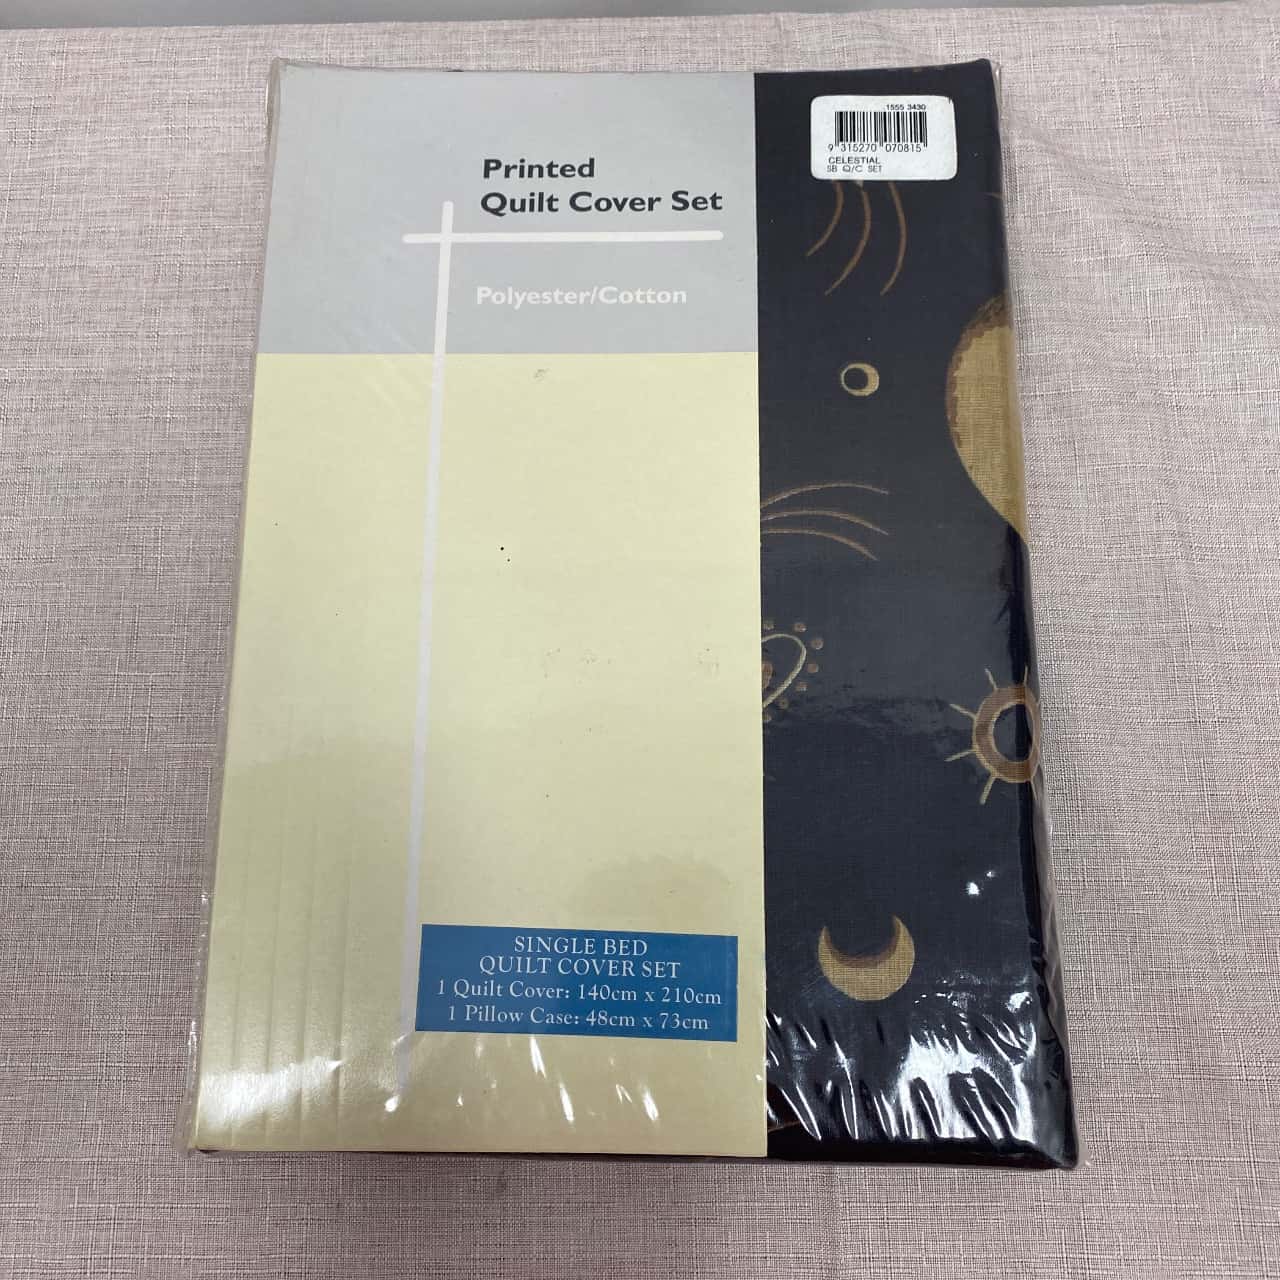 1555 3430
9 315270 070815
CELESTIAL
SB Q/C SET
Printed
Quilt Cover Set
Polyester/Cotton
SINGLE BED
QUILT COVER SET
1 Quilt Cover: 140cm x 210cm
1 Pillow Case: 48cm x 73cm